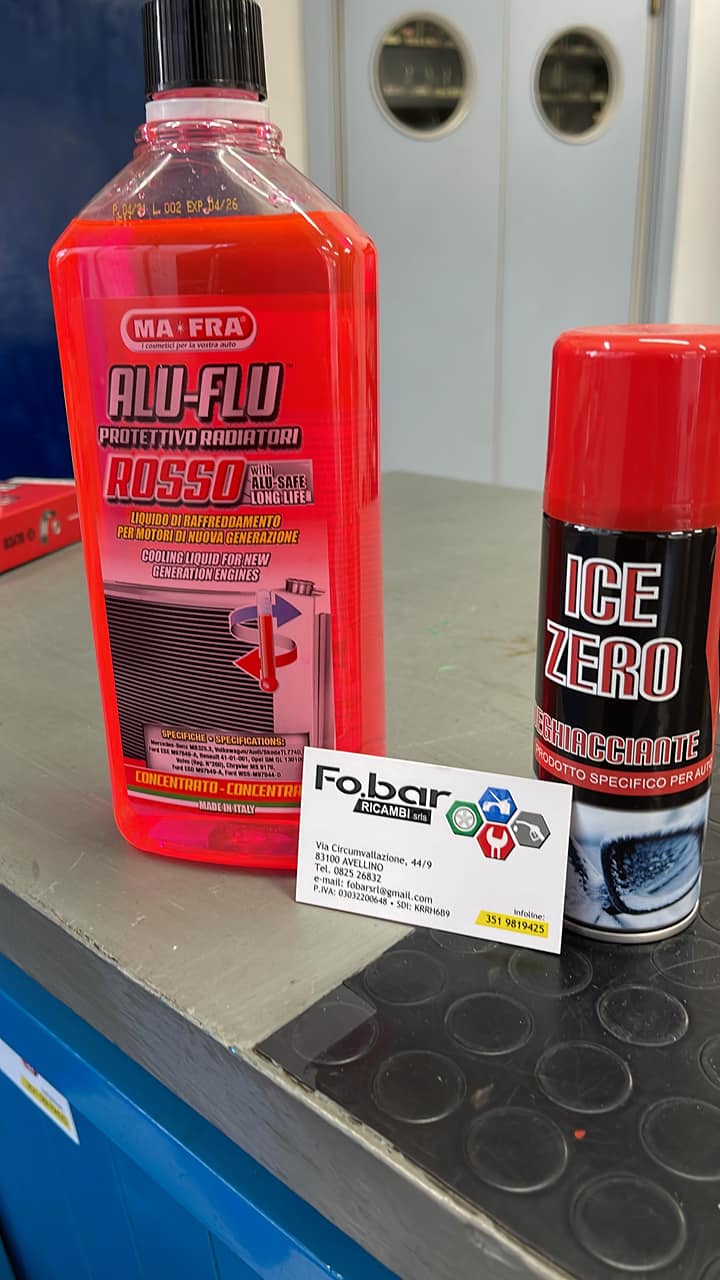 L. 002 EXP 04/26
MA*FRA
i cosmetici per la vostra auto
ALU-FLU
PROTETTIVO RADIATORI
ROSSO
with
ALU-SAFE
LONG LIFE
LIQUIDO DI RAFFREDDAMENTO
PER MOTORI DI NUOVA GENERAZIONE
COOLING LIQUID FOR NEW
GENERATION ENGINES
SPECIFICHE • SPECIFICATIONS:
CONCENTRATO - CONCENTRA
MADE IN ITALY
ICE
ZERO
EGHIACCIANTE
PRODOTTO SPECIFICO PER AUTO
Fo.bar
RICAMBI srls
Via Circumvallazione, 44/9
83100 AVELLINO
Tel. 0825 26832
e-mail: fobarsrl@gmail.com
P.IVA: 03032200648 • SDI: KRRH6B9
infoline:
351 9819425